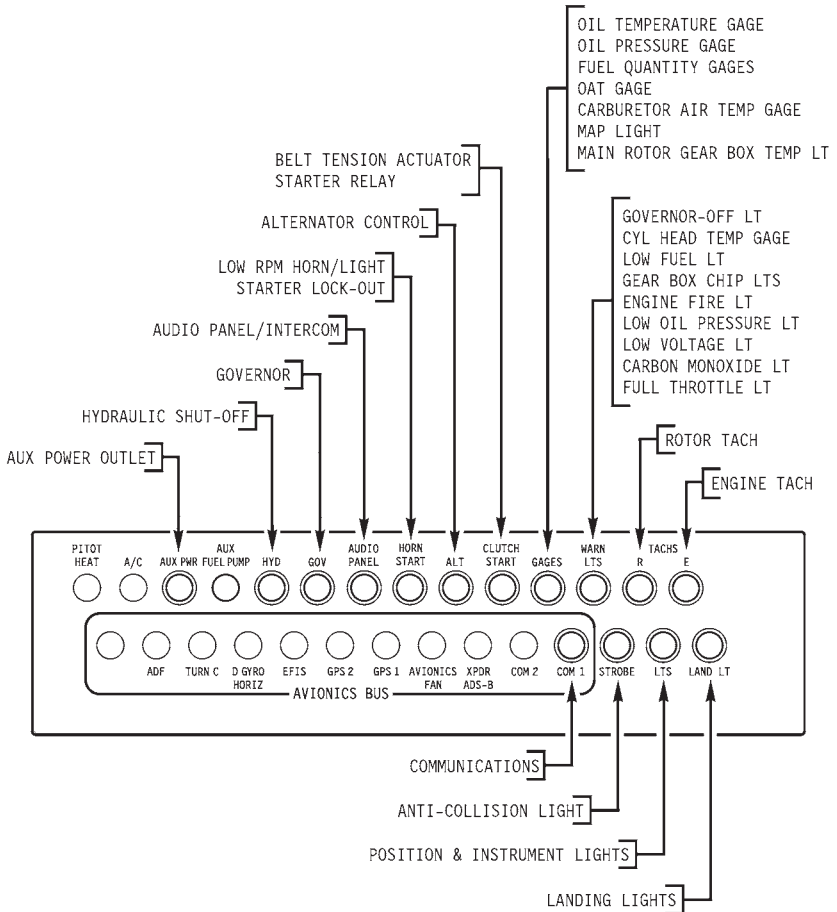 OIL TEMPERATURE GAGE
OIL PRESSURE GAGE
FUEL QUANTITY GAGES
OAT GAGE
CARBURETOR AIR TEMP GAGE
MAP LIGHT
MAIN ROTOR GEAR BOX TEMP LT
BELT TENSION ACTUATOR
STARTER RELAY
ALTERNATOR CONTROL
LOW RPM HORN/LIGHT
STARTER LOCK-OUT
AUDIO PANEL/INTERCOM
GOVERNOR
HYDRAULIC SHUT-OFF
AUX POWER OUTLET
GOVERNOR-OFF LT
CYL HEAD TEMP GAGE
LOW FUEL LT
GEAR BOX CHIP LTS
ENGINE FIRE LT
LOW OIL PRESSURE LT
LOW VOLTAGE LT
CARBON MONOXIDE LT
FULL THROTTLE LT
ROTOR TACH
ENGINE TACH
PITOT
HEAT
A/C
AUX PWR
AUX
FUEL PUMP
HYD
GOV
AUDIO
PANEL
HORN
START
ALT
CLUTCH
START
GAGES
WARN
LTS
TACHS
R
E
ADF
TURN C
D GYRO
HORIZ
EFIS
GPS 2
GPS 1
AVIONICS
FAN
XPDR
ADS-B
COM 2
COM 1
STROBE
LTS
LAND LT
AVIONICS BUS
COMMUNICATIONS
ANTI-COLLISION LIGHT
POSITION & INSTRUMENT LIGHTS
LANDING LIGHTS